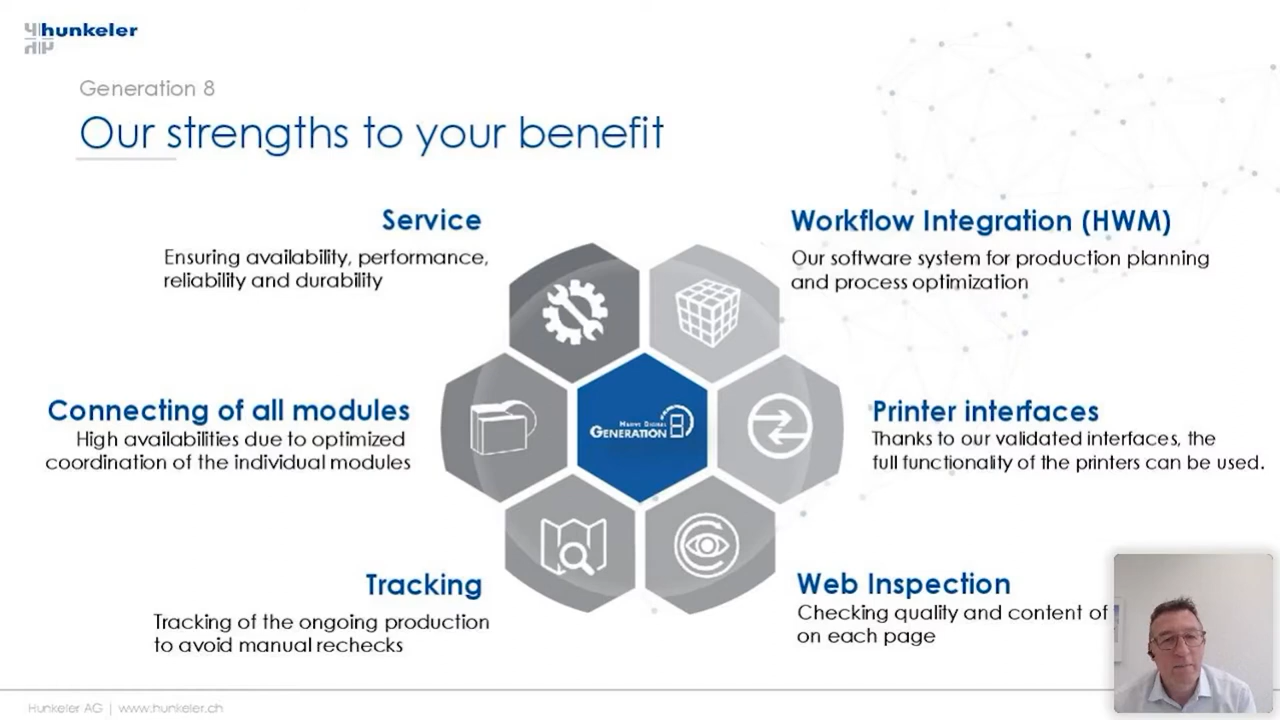 hunkeler
Generation 8
Our strengths to your benefit
Service
Ensuring availability, performance,
reliability and durability
Workflow Integration (HWM)
Our software system for production planning
and process optimization
Connecting of all modules
High availabilities due to optimized
coordination of the individual modules
GENERATION 8
Printer interfaces
Thanks to our validated interfaces, the
full functionality of the printers can be used.
Tracking
Tracking of the ongoing production
to avoid manual rechecks
Web Inspection
Checking quality and content of
on each page
Hunkeler AG | www.hunkeler.ch